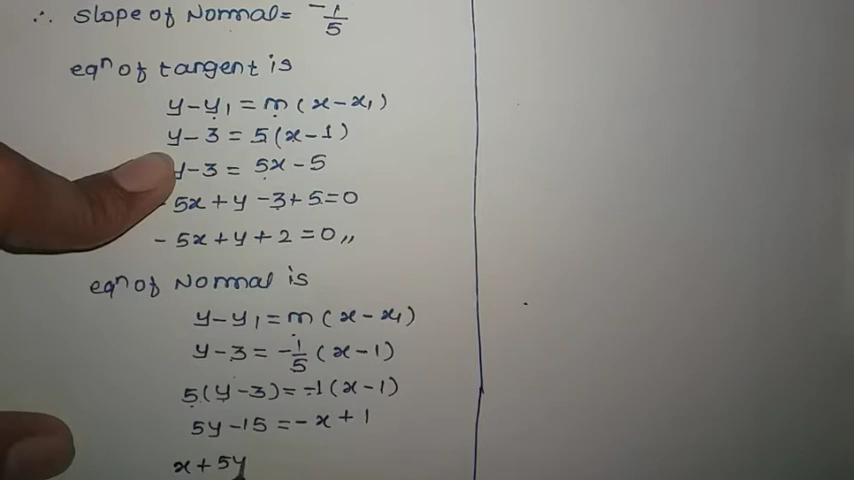 ∴ slope of Normal = -1/5
eqⁿ of tangent is
y-y₁ = m(x-x₁)
y-3 = 5(x-1)
y-3 = 5x-5
-5x+y-3+5=0
-5x+y+2=0,,
eqⁿ of Normal is
y-y₁ = m(x-x₁)
y-3 = -1/5(x-1)
5(y-3) = -1(x-1)
5y-15 = -x+1
x+5y